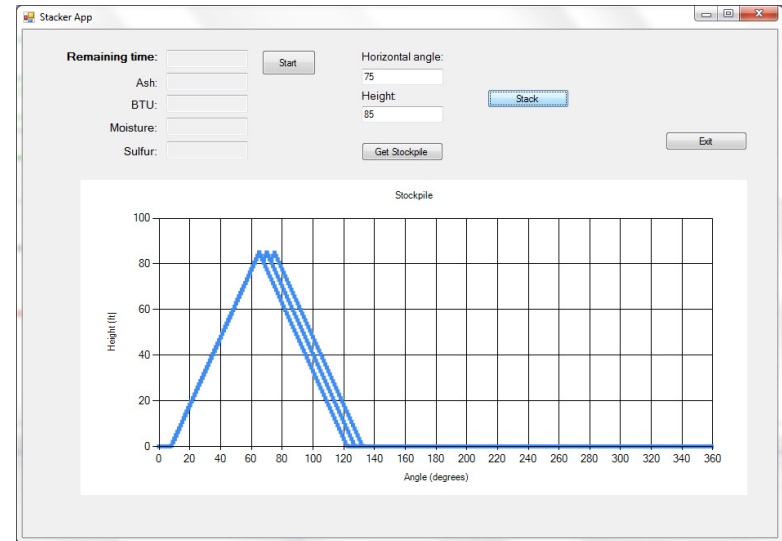 Stacker App
Remaining time:
Start
Ash:
BTU:
Moisture:
Sulfur:
Horizontal angle:
75
Height:
85
Get Stockpile
Stack
Exit
Stockpile
Height (ft)
100
80
60
40
20
0
0 20 40 60 80 100 120 140 160 180 200 220 240 260 280 300 320 340 360
Angle (degrees)